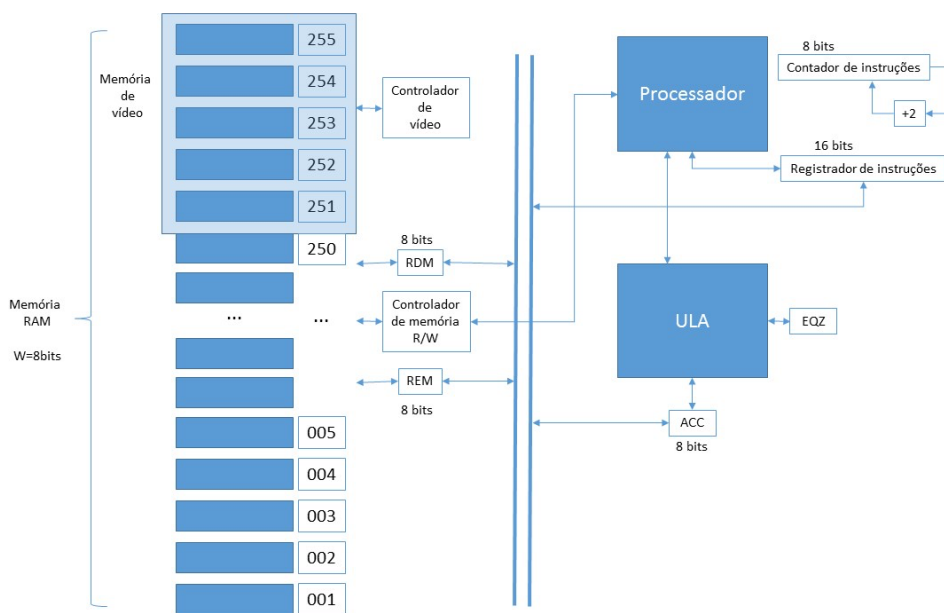 Memória
RAM
W=8bits
Memória
de
vídeo
255
254
253
252
251
250
...
...
005
004
003
002
001
Controlador
de
vídeo
8 bits
RDM
Controlador
de memória
R/W
REM
8 bits
Processador
8 bits
Contador de instruções
+2
16 bits
Registrador de instruções
ULA
EQZ
ACC
8 bits